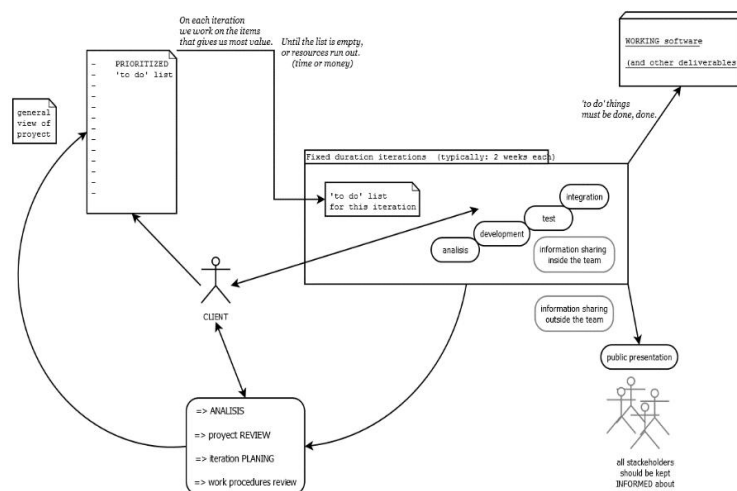 On each iteration
we work on the items
that gives us most value.
Until the list is empty,
or resources run out.
(time or money)
PRIORITIZED
'to do' list
general
view of
proyect
WORKING software
(and other deliverables)
'to do' things
must be done, done.
Fixed duration iterations (typically: 2 weeks each)
'to do' list
for this iteration
integration
test
development
analisis
information sharing
inside the team
CLIENT
information sharing
outside the team
public presentation
=> ANALISIS
=> proyect REVIEW
=> iteration PLANING
=> work procedures review
all stackeholders
should be kept
INFORMED about